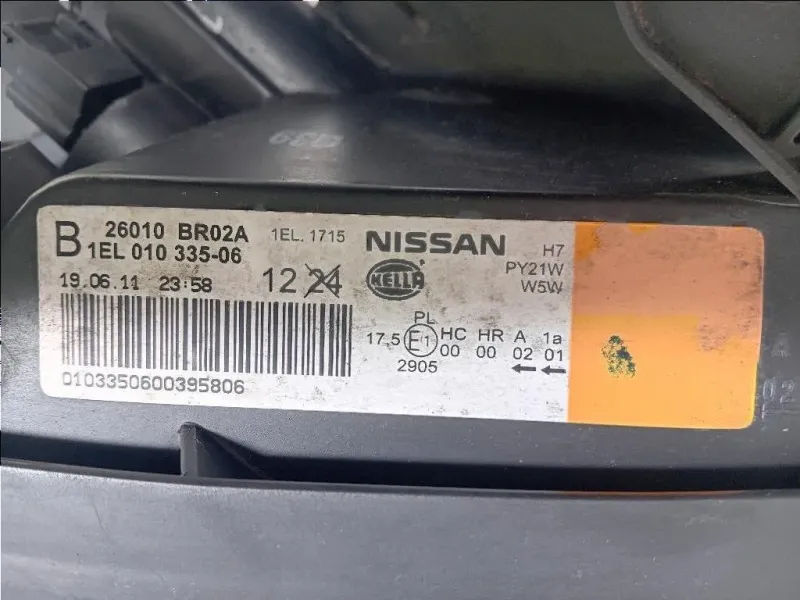 B 26010 BR02A 1EL.1715 NISSAN H7
1EL 010 335-06 PY21W
19.06.11 23:58 12 24 HELLA W5W
PL
17,5 E1 HC HR A 1a
00 00 02 01
2905
0103350600395806
02